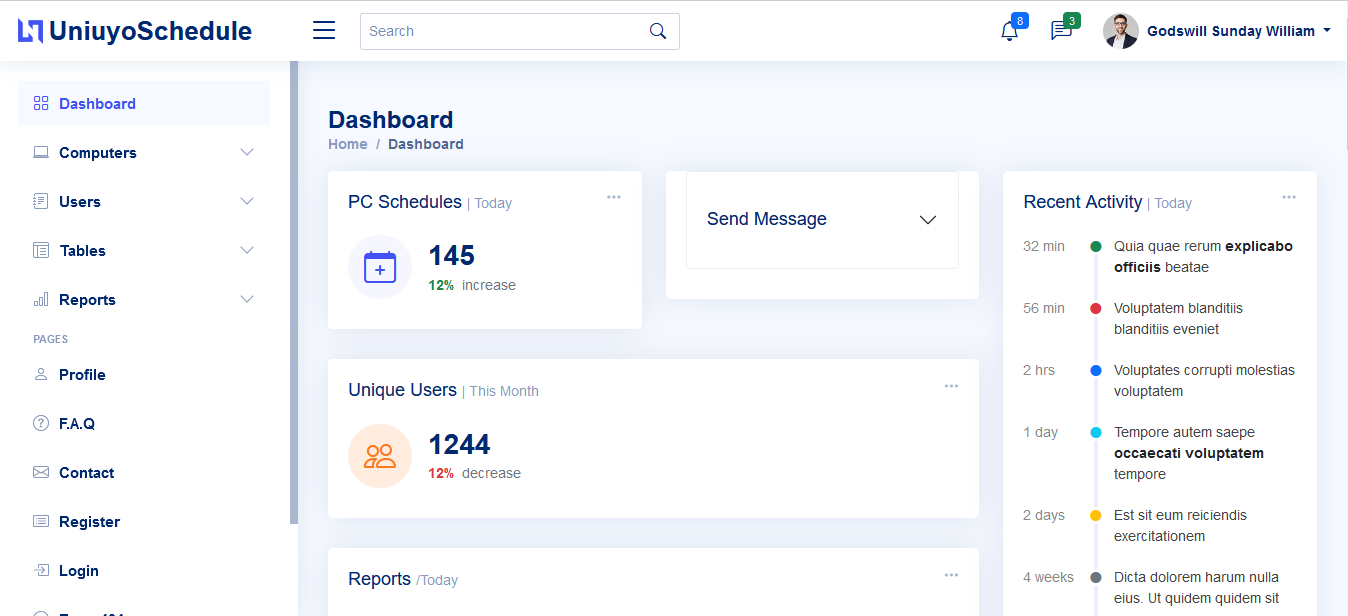 UniuyoSchedule
Search
8
3
Godswill Sunday William
Dashboard
Computers
Users
Tables
Reports
PAGES
Profile
F.A.Q
Contact
Register
Login
Dashboard
Home / Dashboard
PC Schedules | Today
145
12% increase
Send Message
Unique Users | This Month
1244
12% decrease
Reports /Today
Recent Activity | Today
32 min
Quia quae rerum explicabo
officiis beatae
56 min
Voluptatem blanditiis
blanditiis eveniet
2 hrs
Voluptates corrupti molestias
voluptatem
1 day
Tempore autem saepe
occaecati voluptatem
tempore
2 days
Est sit eum reiciendis
exercitationem
4 weeks
Dicta dolorem harum nulla
eius. Ut quidem quidem sit